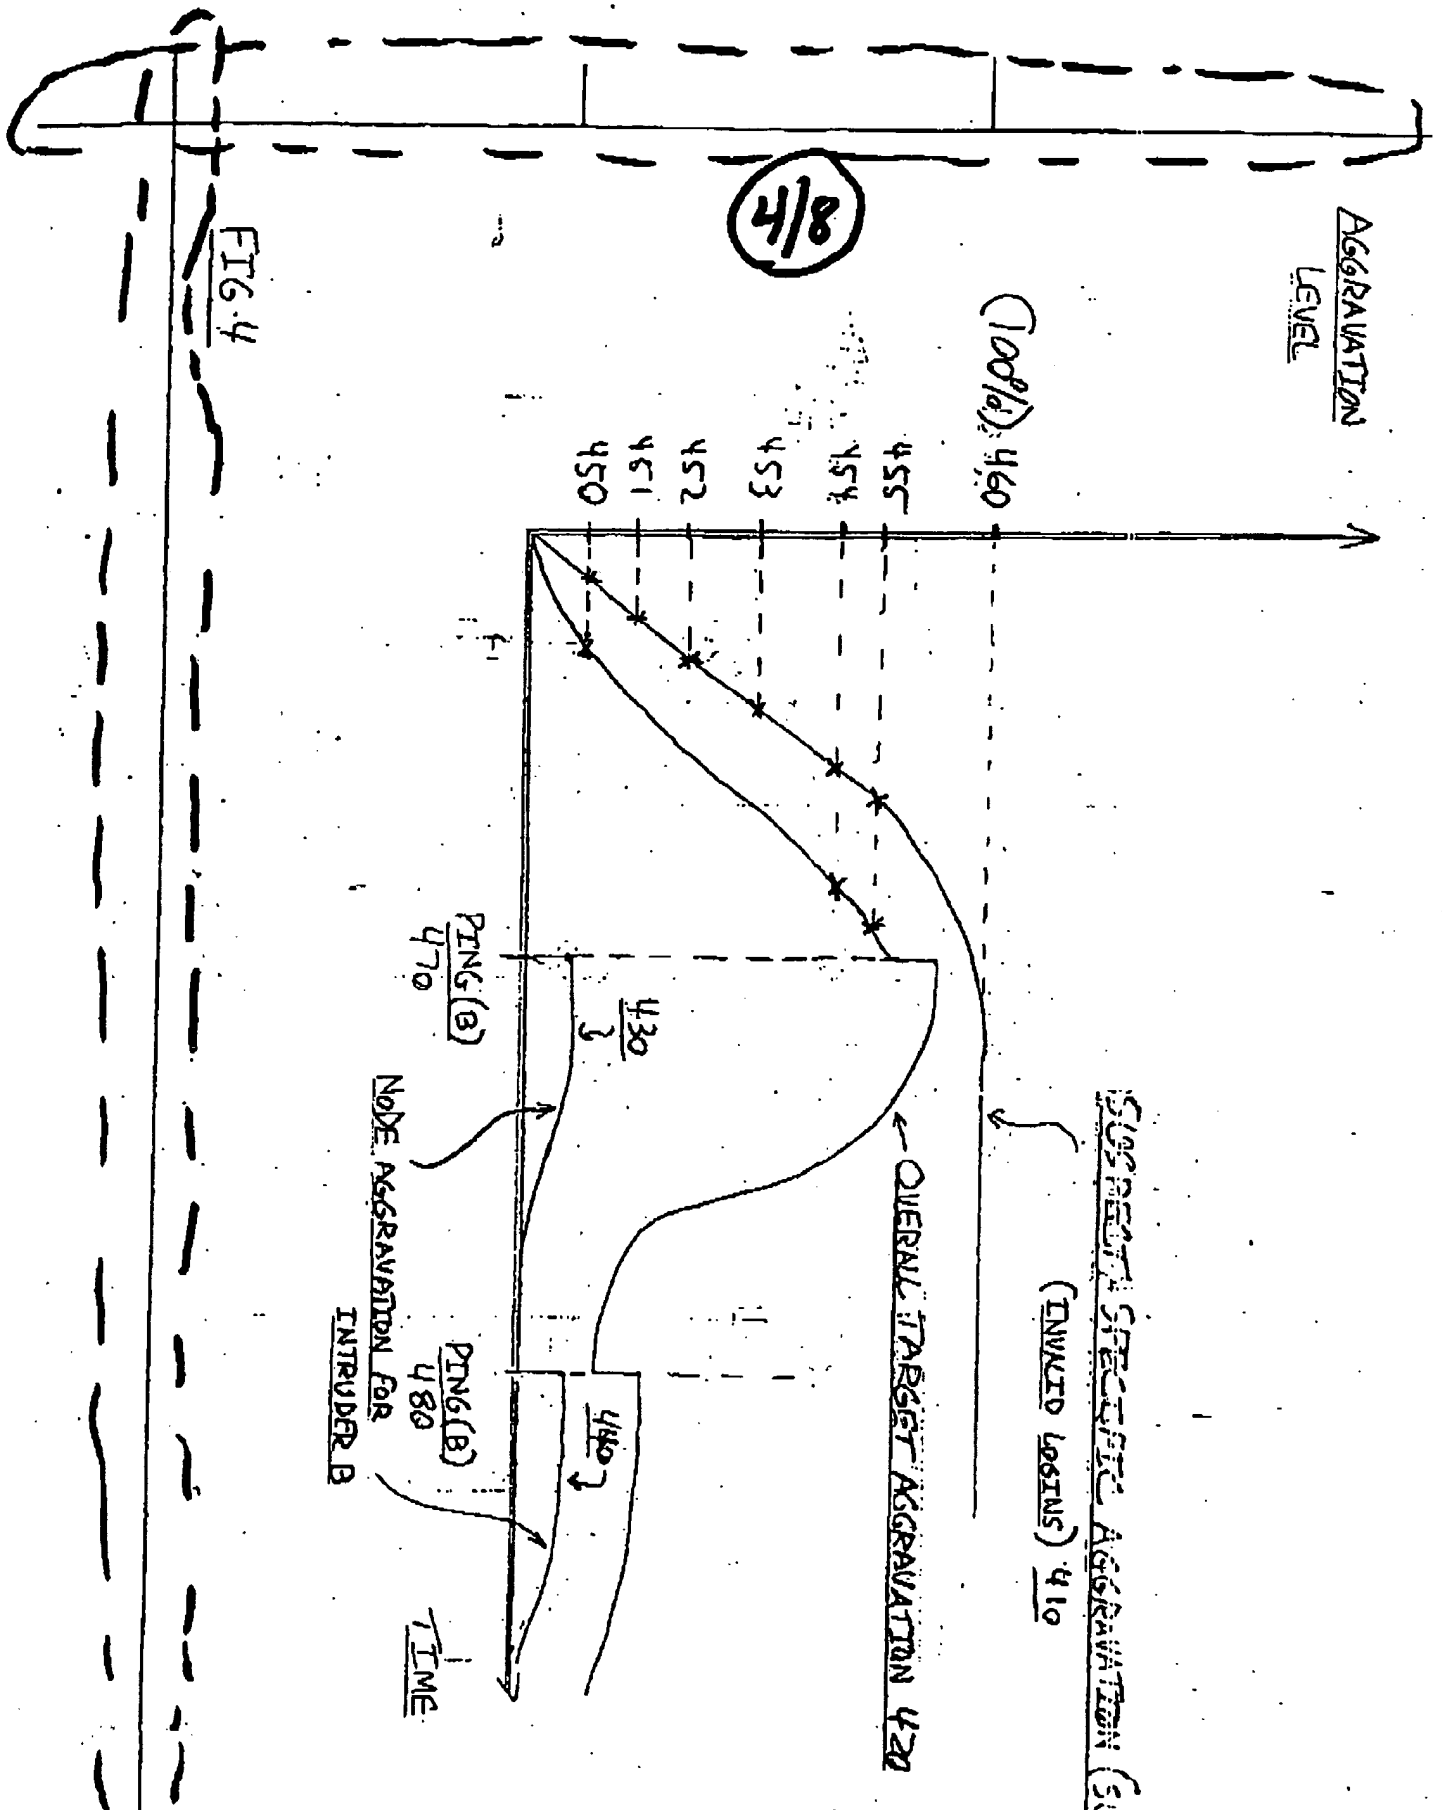 4/8
AGGRAVATION
LEVEL
SUSPECT'S SPECIFIC AGGRAVATION
(INVALID LOGINS) 410
(100%) 460
OVERALL TARGET AGGRAVATION 420
455
454
453
452
451
450
430
440
PING(B)
470
PING(B)
480
TIME
NODE AGGRAVATION FOR
INTRUDER B
FIG. 4